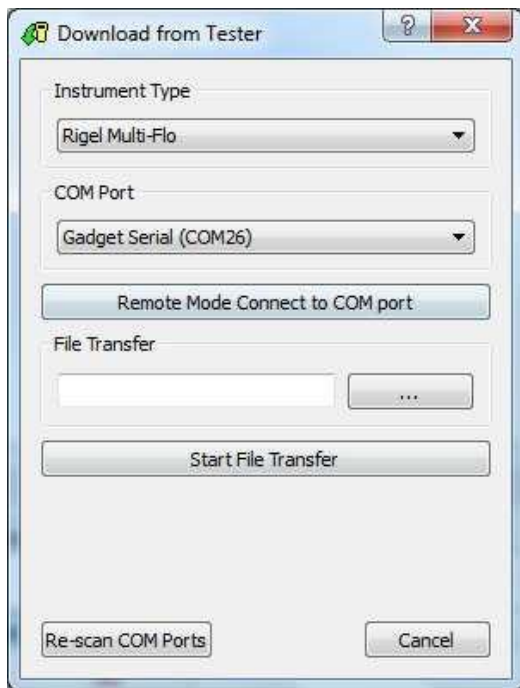 Download from Tester
?
Instrument Type
Rigel Multi-Flo
COM Port
Gadget Serial (COM26)
Remote Mode Connect to COM port
File Transfer
...
Start File Transfer
Re-scan COM Ports
Cancel